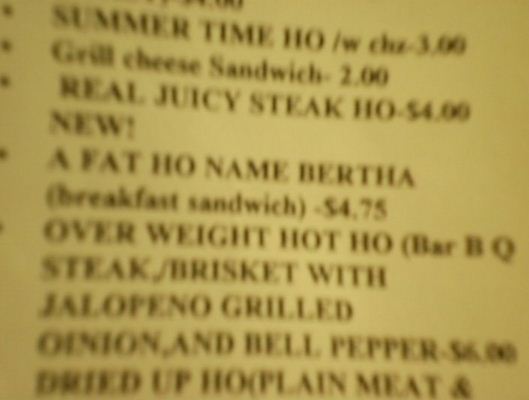 -$4.00
SUMMER TIME HO /w chz-3.00
Grill cheese Sandwich- 2.00
REAL JUICY STEAK HO-$4.00
NEW!
A FAT HO NAME BERTHA
(breakfast sandwich) -$4.75
OVER WEIGHT HOT HO (Bar B Q
STEAK,/BRISKET WITH
JALOPENO GRILLED
OINION,AND BELL PEPPER-$6.00
DRIED UP HO(PLAIN MEAT &